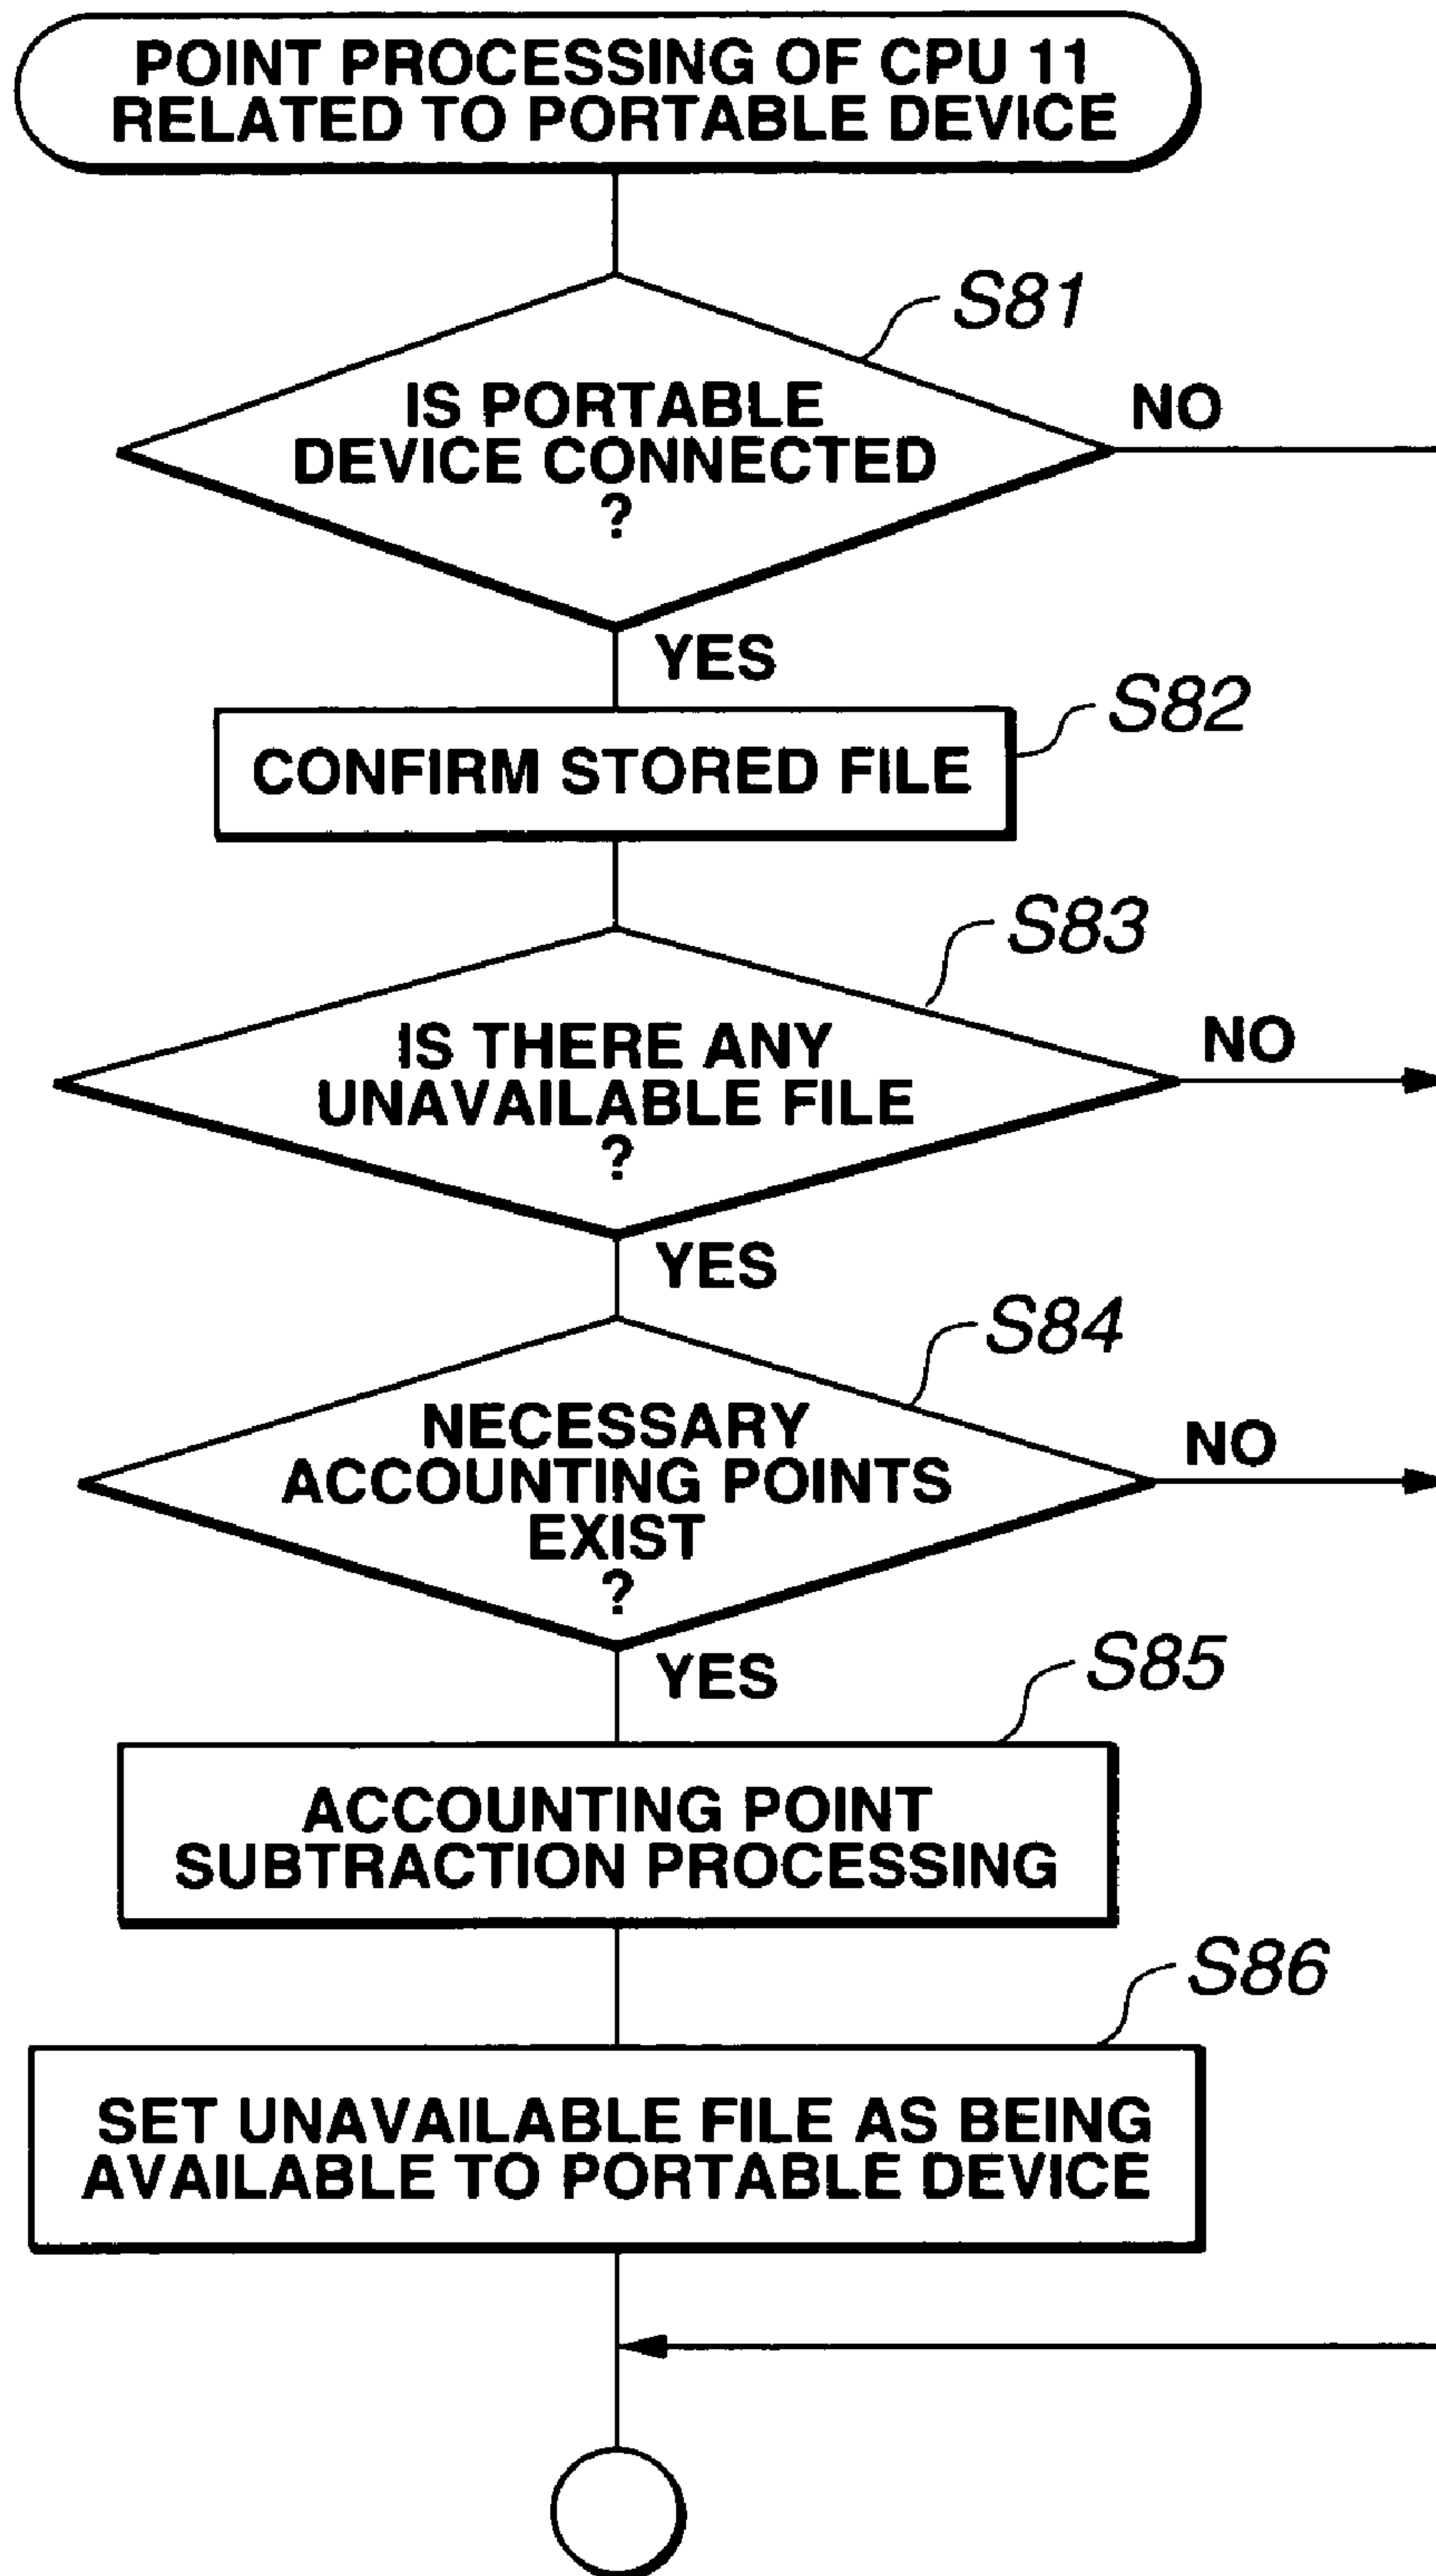 POINT PROCESSING OF CPU 11
RELATED TO PORTABLE DEVICE
S81
IS PORTABLE
DEVICE CONNECTED
?
NO
YES
S82
CONFIRM STORED FILE
S83
IS THERE ANY
UNAVAILABLE FILE
?
NO
YES
S84
NECESSARY
ACCOUNTING POINTS
EXIST
?
NO
YES
S85
ACCOUNTING POINT
SUBTRACTION PROCESSING
S86
SET UNAVAILABLE FILE AS BEING
AVAILABLE TO PORTABLE DEVICE